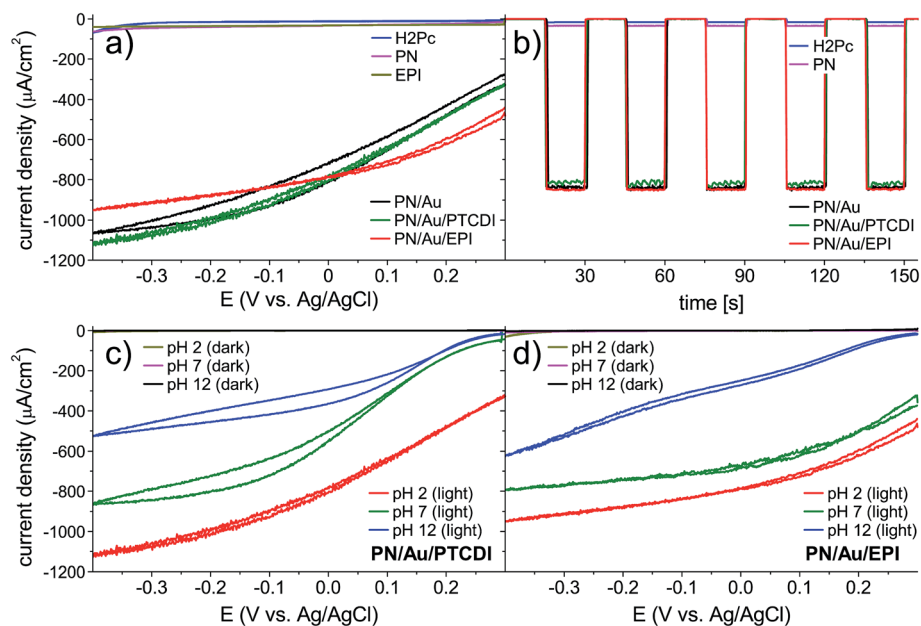 a)
H2Pc
PN
EPI
PN/Au
PN/Au/PTCDI
PN/Au/EPI
0
-200
-400
-600
-800
-1000
-1200
current density (µA/cm²)
-0.3 -0.2 -0.1 0 0.1 0.2
E (V vs. Ag/AgCl)
b)
H2Pc
PN
PN/Au
PN/Au/PTCDI
PN/Au/EPI
30 60 90 120 150
time [s]
c)
pH 2 (dark)
pH 7 (dark)
pH 12 (dark)
pH 2 (light)
pH 7 (light)
pH 12 (light)
PN/Au/PTCDI
0
-200
-400
-600
-800
-1000
-1200
current density (µA/cm²)
-0.3 -0.2 -0.1 0.0 0.1 0.2
E (V vs. Ag/AgCl)
d)
pH 2 (dark)
pH 7 (dark)
pH 12 (dark)
pH 2 (light)
pH 7 (light)
pH 12 (light)
PN/Au/EPI
-0.3 -0.2 -0.1 0.0 0.1 0.2
E (V vs. Ag/AgCl)